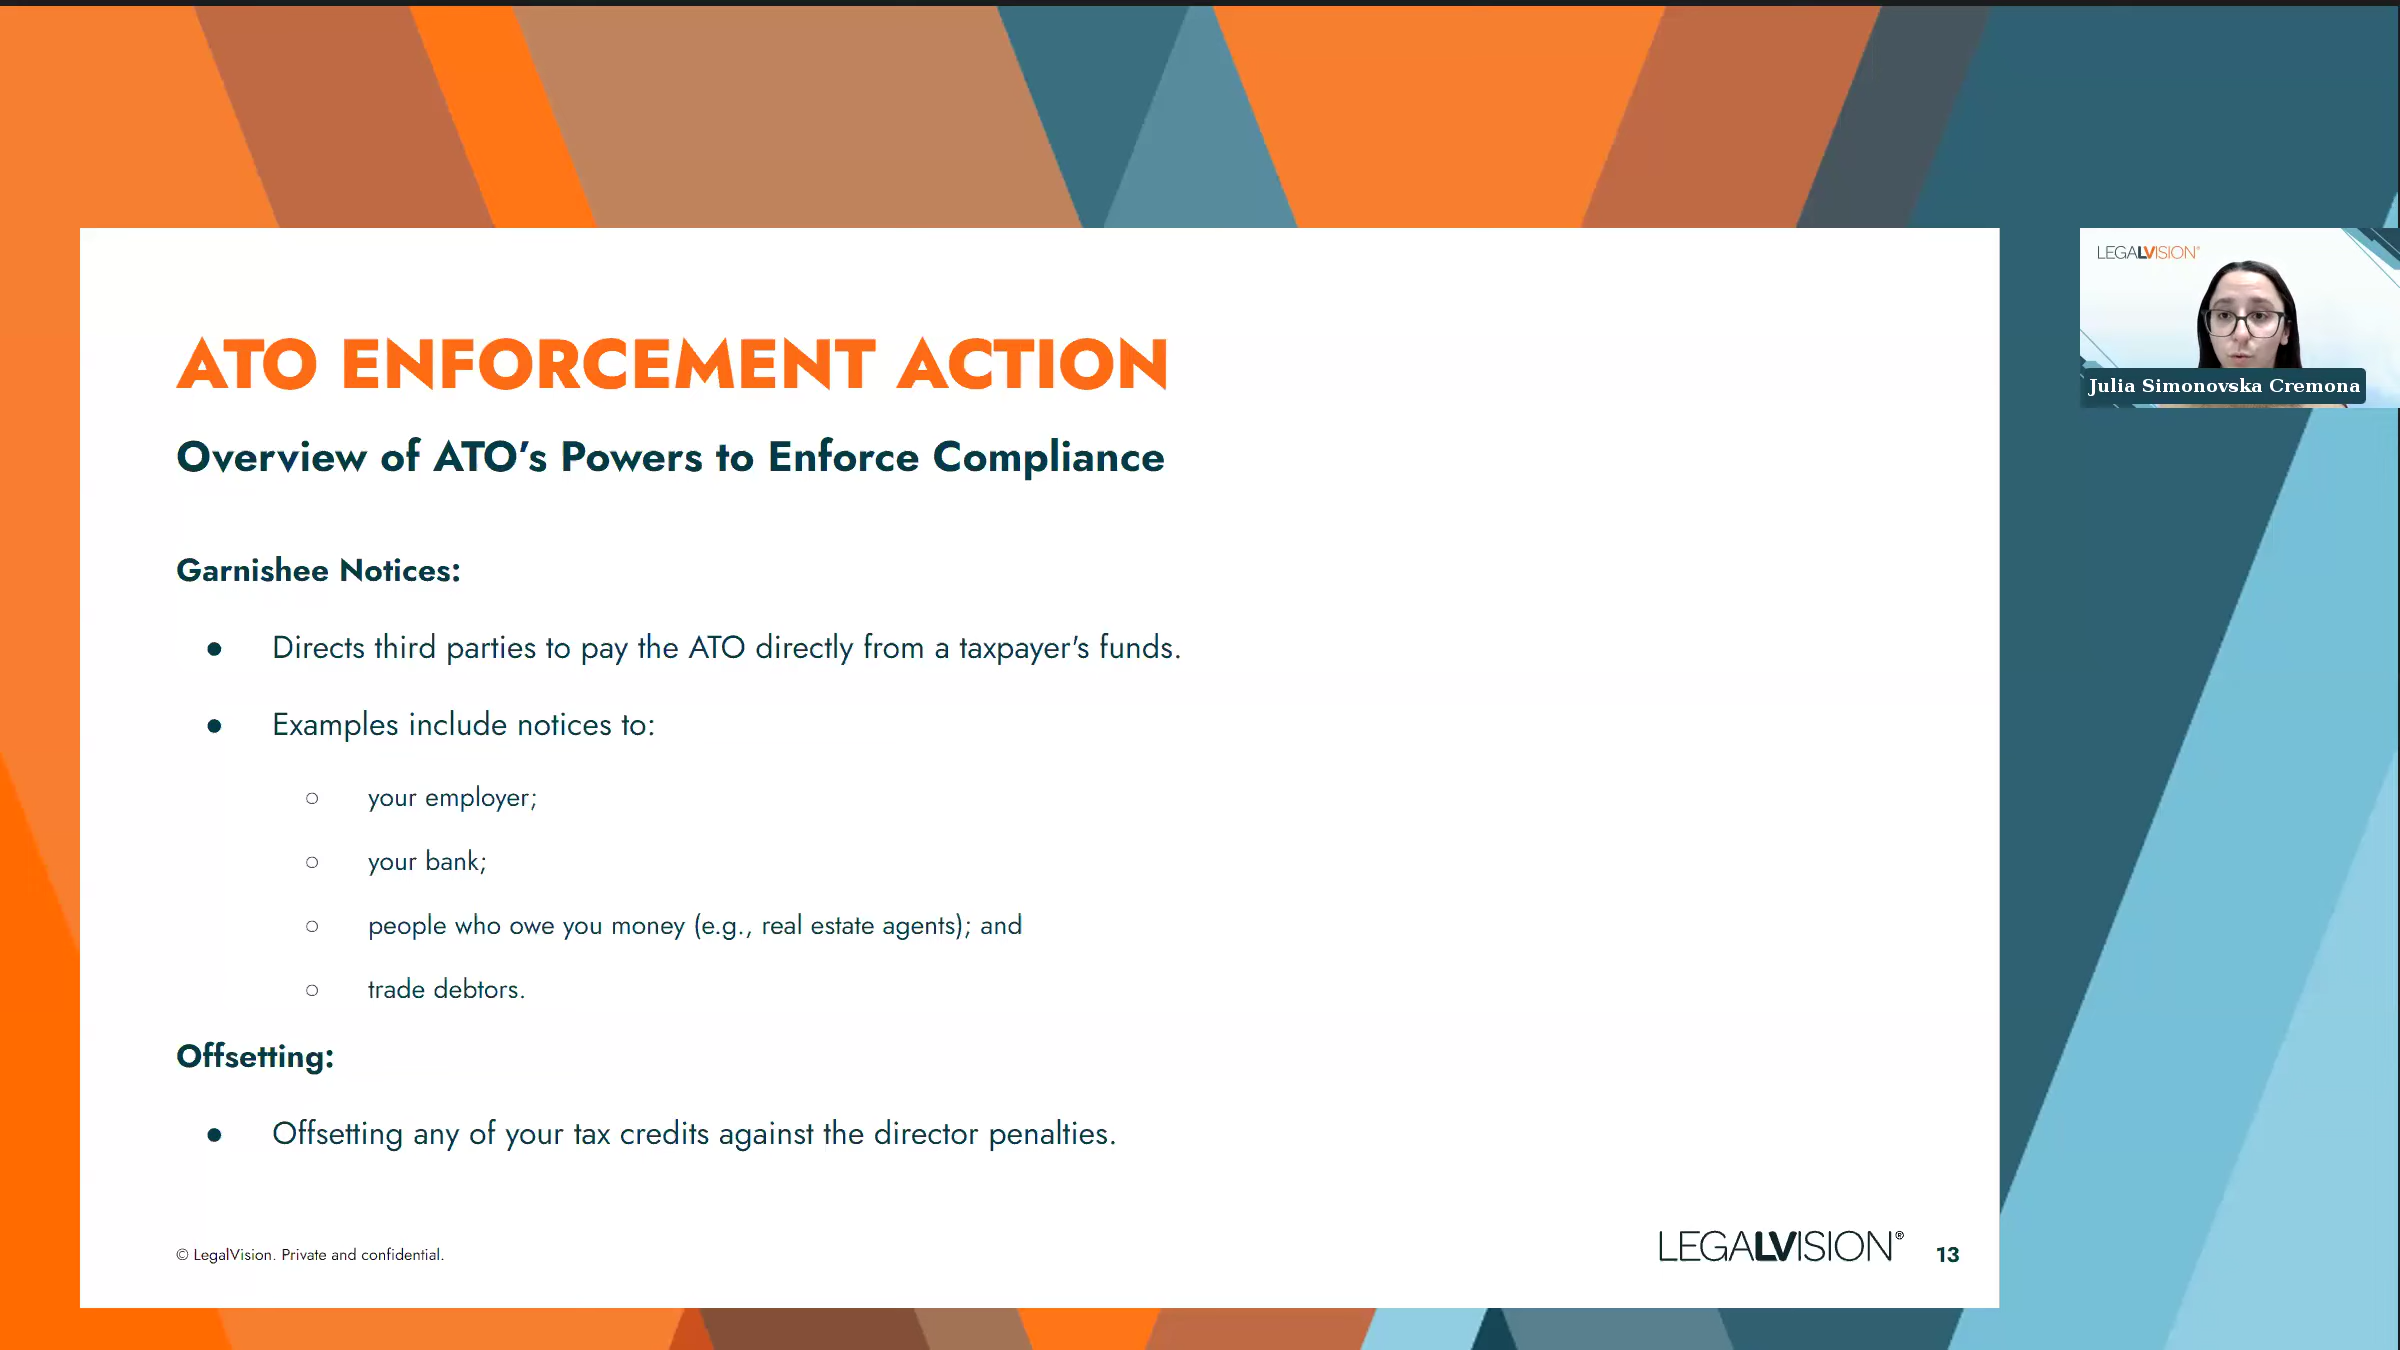 ATO ENFORCEMENT ACTION
Overview of ATO's Powers to Enforce Compliance
Garnishee Notices:
● Directs third parties to pay the ATO directly from a taxpayer's funds.
● Examples include notices to:
○ your employer;
○ your bank;
○ people who owe you money (e.g., real estate agents); and
○ trade debtors.
Offsetting:
● Offsetting any of your tax credits against the director penalties.
© LegalVision. Private and confidential.
LEGALVISION®
13
LEGALVISION®
Julia Simonovska Cremona